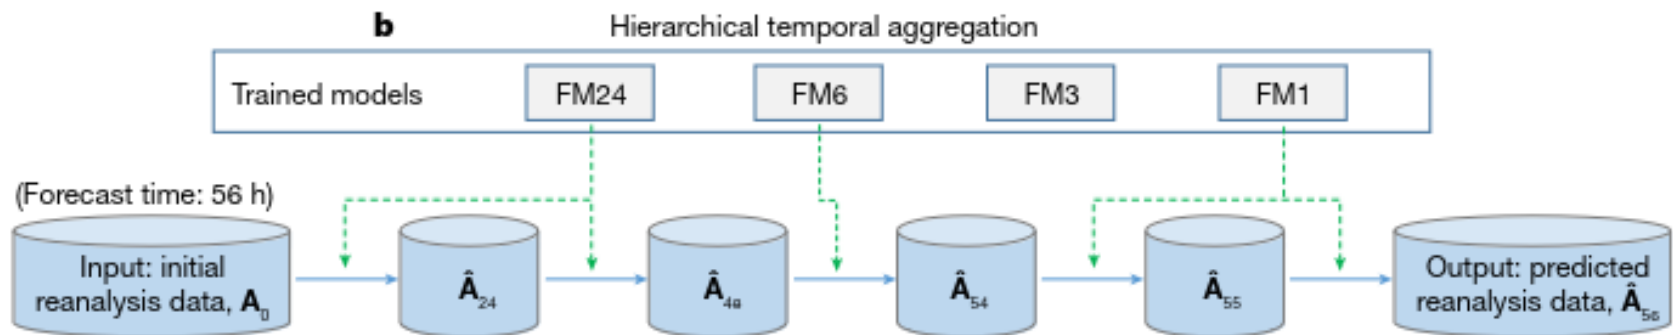 b Hierarchical temporal aggregation
Trained models FM24 FM6 FM3 FM1
(Forecast time: 56 h)
Input: initial
reanalysis data, A₀
Â₂₄
Â₄₈
Â₅₄
Â₅₅
Output: predicted
reanalysis data, Â₅₆